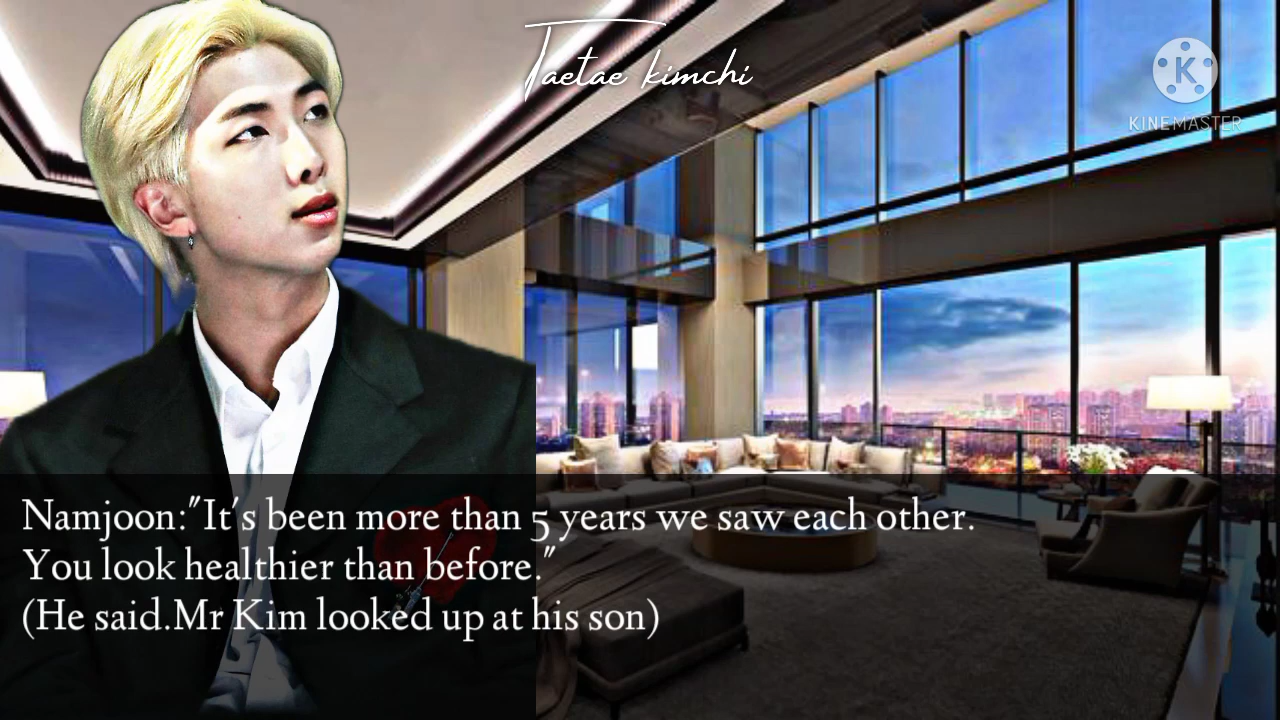 Taetae kimchi
K
KINEMASTER
Namjoon:"It's been more than 5 years we saw each other.
You look healthier than before."
(He said.Mr Kim looked up at his son)